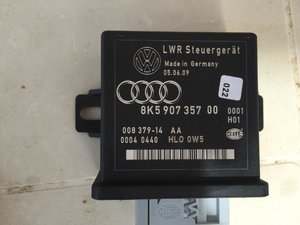 LWR Steuergerät
Made in Germany
05.06.09
022
8K5 907 357 00 0001
H01
008 379-14 AA
0004 0440 HLO 0W5
HELLA